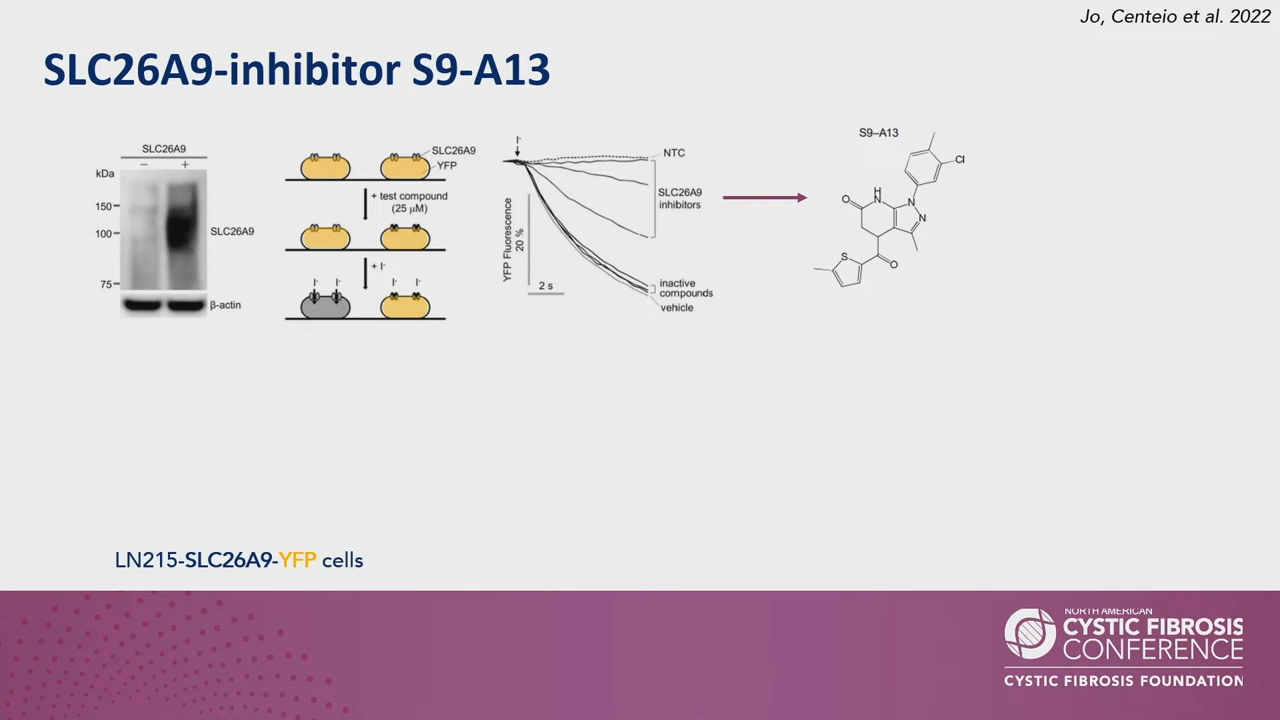 Jo, Centeio et al. 2022
SLC26A9-inhibitor S9-A13
SLC26A9
− +
kDa
150
100
75
SLC26A9
β-actin
SLC26A9
YFP
+ test compound
(25 µM)
+ I-
I- I- I- I-
I-
YFP Fluorescence
20 %
2 s
NTC
SLC26A9
inhibitors
inactive
compounds
vehicle
S9–A13
Cl
H
N
O
N
N
S
O
LN215-SLC26A9-YFP cells
NORTH AMERICAN
CYSTIC FIBROSIS
CONFERENCE
CYSTIC FIBROSIS FOUNDATION